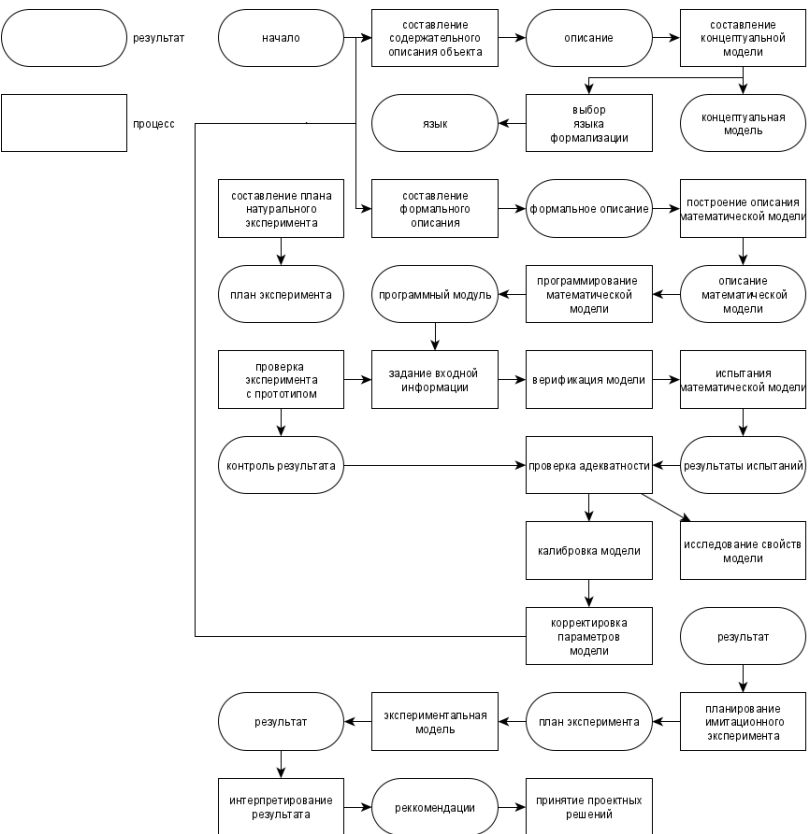 результат
начало
составление
содержательного
описания объекта
описание
составление
концептуальной
модели
процесс
язык
выбор
языка
формализации
концептуальная
модель
составление плана
натурального
эксперимента
составление
формального
описания
формальное описание
построение описания
математической модели
план эксперимента
программный модуль
программирование
математической
модели
описание
математической
модели
проверка
эксперимента
с прототипом
задание входной
информации
верификация модели
испытания
математической модели
контроль результата
проверка адекватности
результаты испытаний
калибровка модели
исследование свойств
модели
корректировка
параметров
модели
результат
результат
экспериментальная
модель
план эксперимента
планирование
имитационного
эксперимента
интерпретирование
результата
реккомендации
принятие проектных
решений